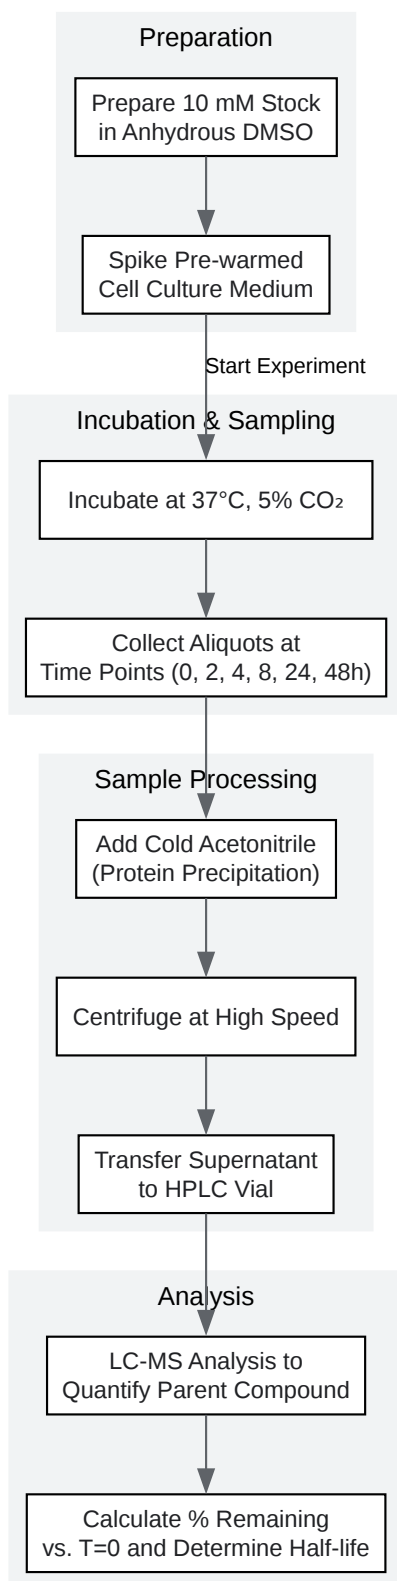 Preparation
Prepare 10 mM Stock
in Anhydrous DMSO
Spike Pre-warmed
Cell Culture Medium
Start Experiment
Incubation & Sampling
Incubate at 37°C, 5% CO₂
Collect Aliquots at
Time Points (0, 2, 4, 8, 24, 48h)
Sample Processing
Add Cold Acetonitrile
(Protein Precipitation)
Centrifuge at High Speed
Transfer Supernatant
to HPLC Vial
Analysis
LC-MS Analysis to
Quantify Parent Compound
Calculate % Remaining
vs. T=0 and Determine Half-life